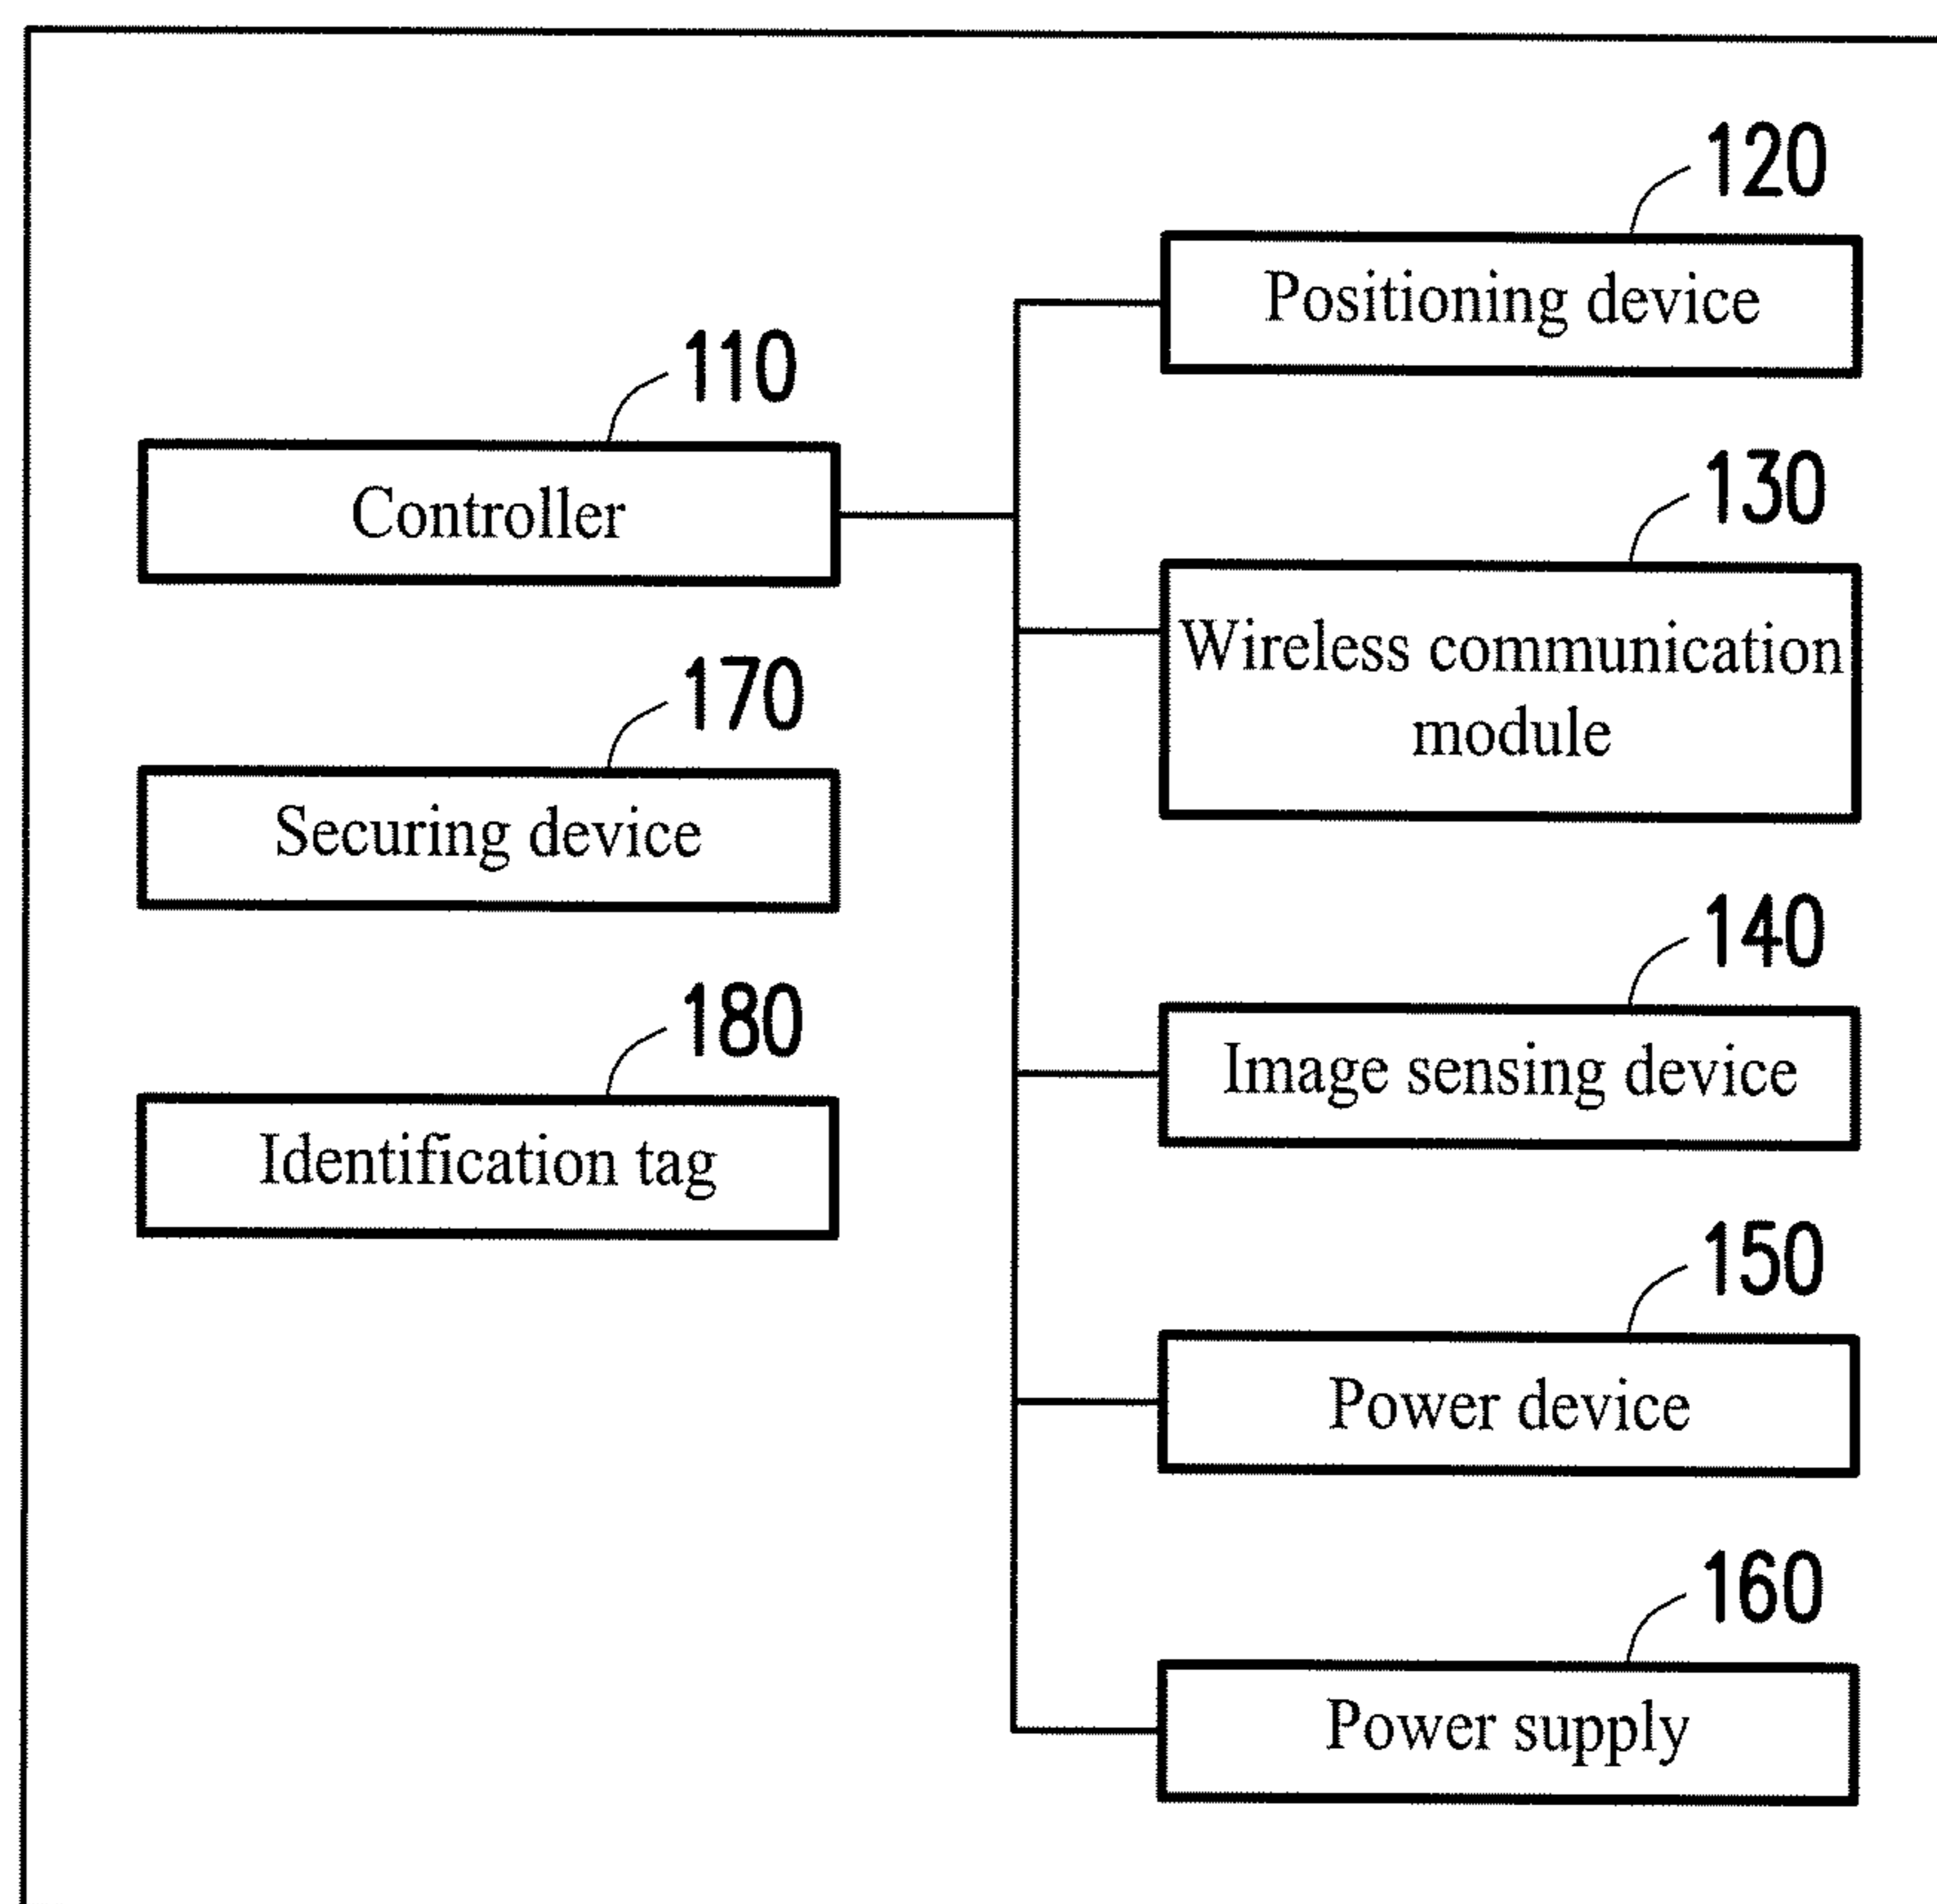 120
Positioning device
110
Controller
130
Wireless communication
module
170
Securing device
140
Image sensing device
180
Identification tag
150
Power device
160
Power supply